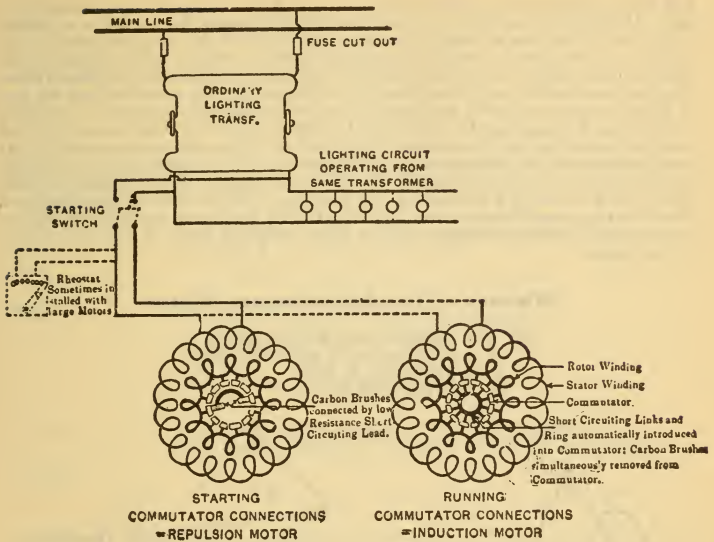 MAIN LINE
FUSE CUT OUT
ORDINARY
LIGHTING
TRANSF.
LIGHTING CIRCUIT
OPERATING FROM
SAME TRANSFORMER
STARTING
SWITCH
Rheostat
Sometimes in
stalled with
large Motors
Carbon Brushes
connected by low
Resistance Short
Circuiting Lead.
Rotor Winding
Stator Winding
Commutator.
Short Circuiting Links and
Ring automatically introduced
into Commutator; Carbon Brushes
simultaneously removed from
Commutator.
STARTING
COMMUTATOR CONNECTIONS
=REPULSION MOTOR
RUNNING
COMMUTATOR CONNECTIONS
=INDUCTION MOTOR